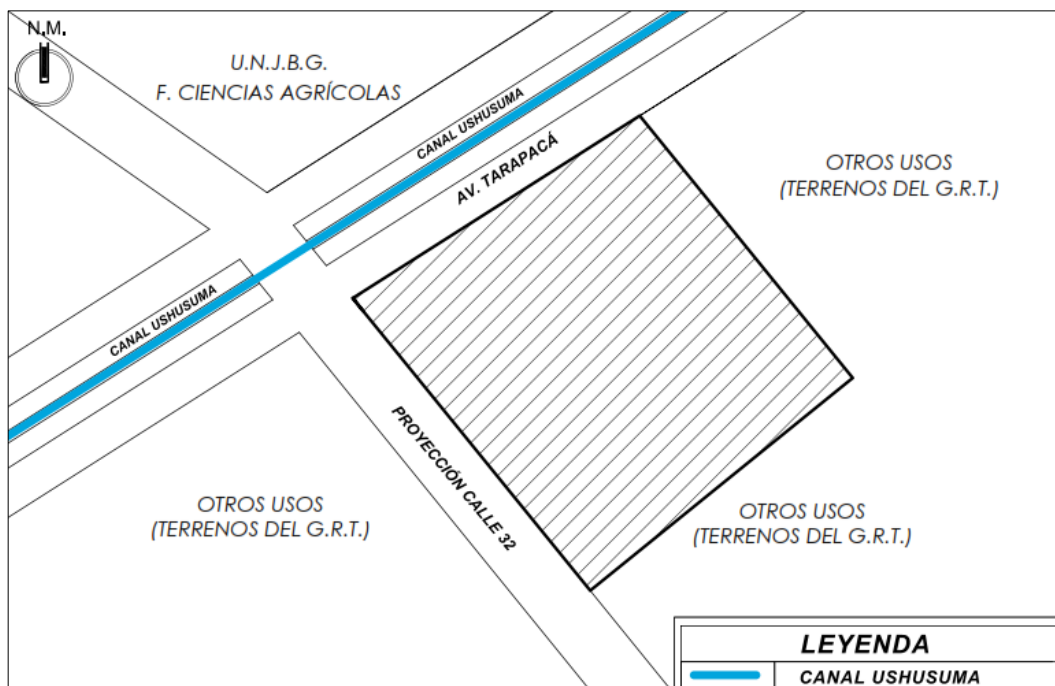 N.M.
U.N.J.B.G.
F. CIENCIAS AGRÍCOLAS
CANAL USHUSUMA
AV. TARAPACÁ
OTROS USOS
(TERRENOS DEL G.R.T.)
CANAL USHUSUMA
PROYECCIÓN CALLE 32
OTROS USOS
(TERRENOS DEL G.R.T.)
OTROS USOS
(TERRENOS DEL G.R.T.)
LEYENDA
CANAL USHUSUMA